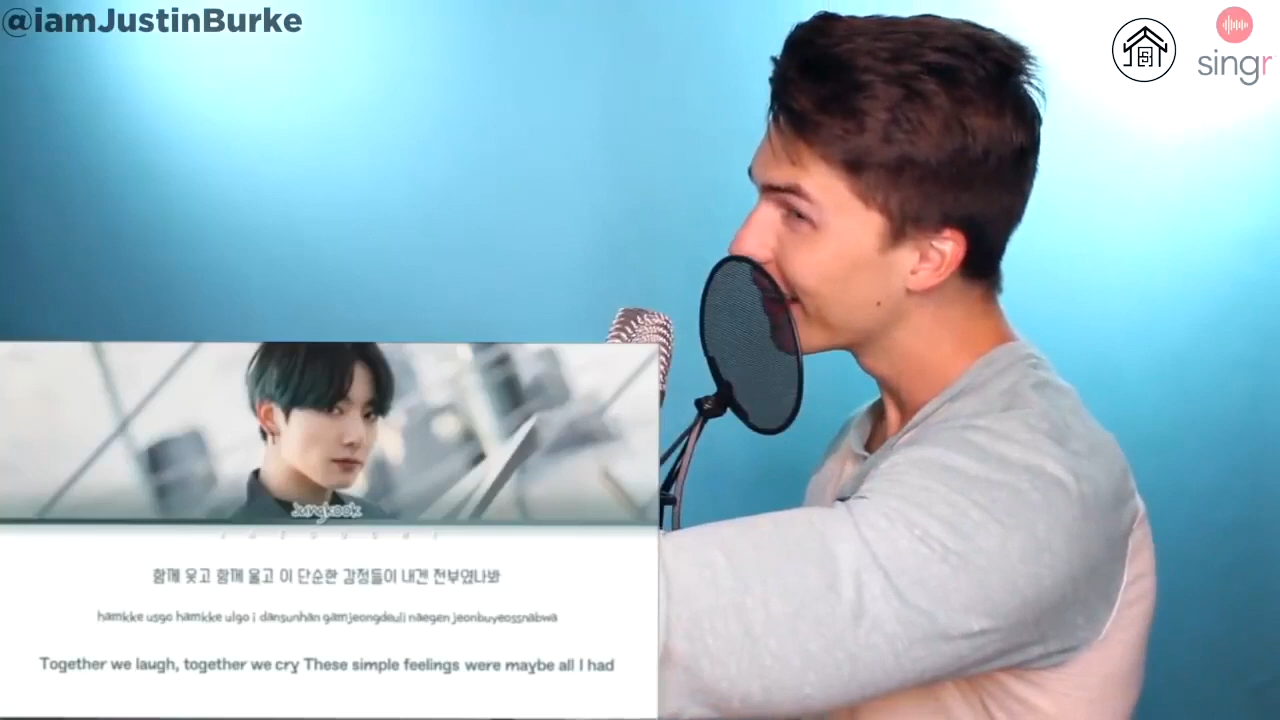 @iamJustinBurke
singr
Jungkook
함께 웃고 함께 울고 이 단순한 감정들이 내겐 전부였나봐
hamkke usgo hamkke ulgo i dansunhan gamjeongdeuli naegen jeonbuyeossnabwa
Together we laugh, together we cry These simple feelings were maybe all I had